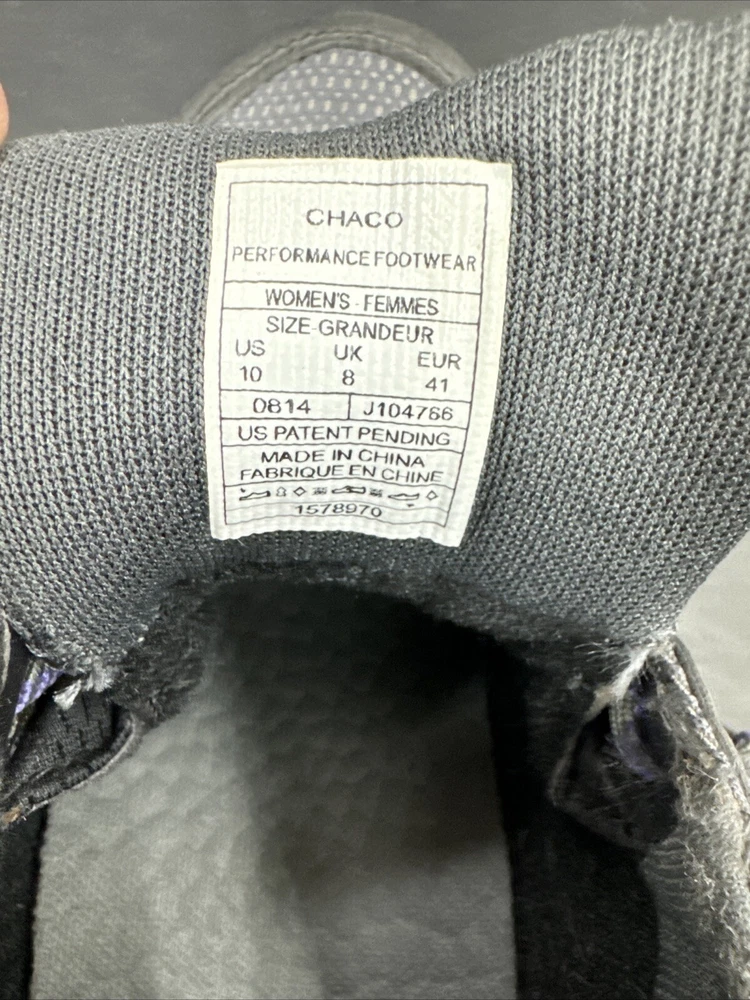 CHACO
PERFORMANCE FOOTWEAR
WOMEN'S - FEMMES
SIZE-GRANDEUR
US UK EUR
10 8 41
0814 J104766
US PATENT PENDING
MADE IN CHINA
FABRIQUE EN CHINE
1578970